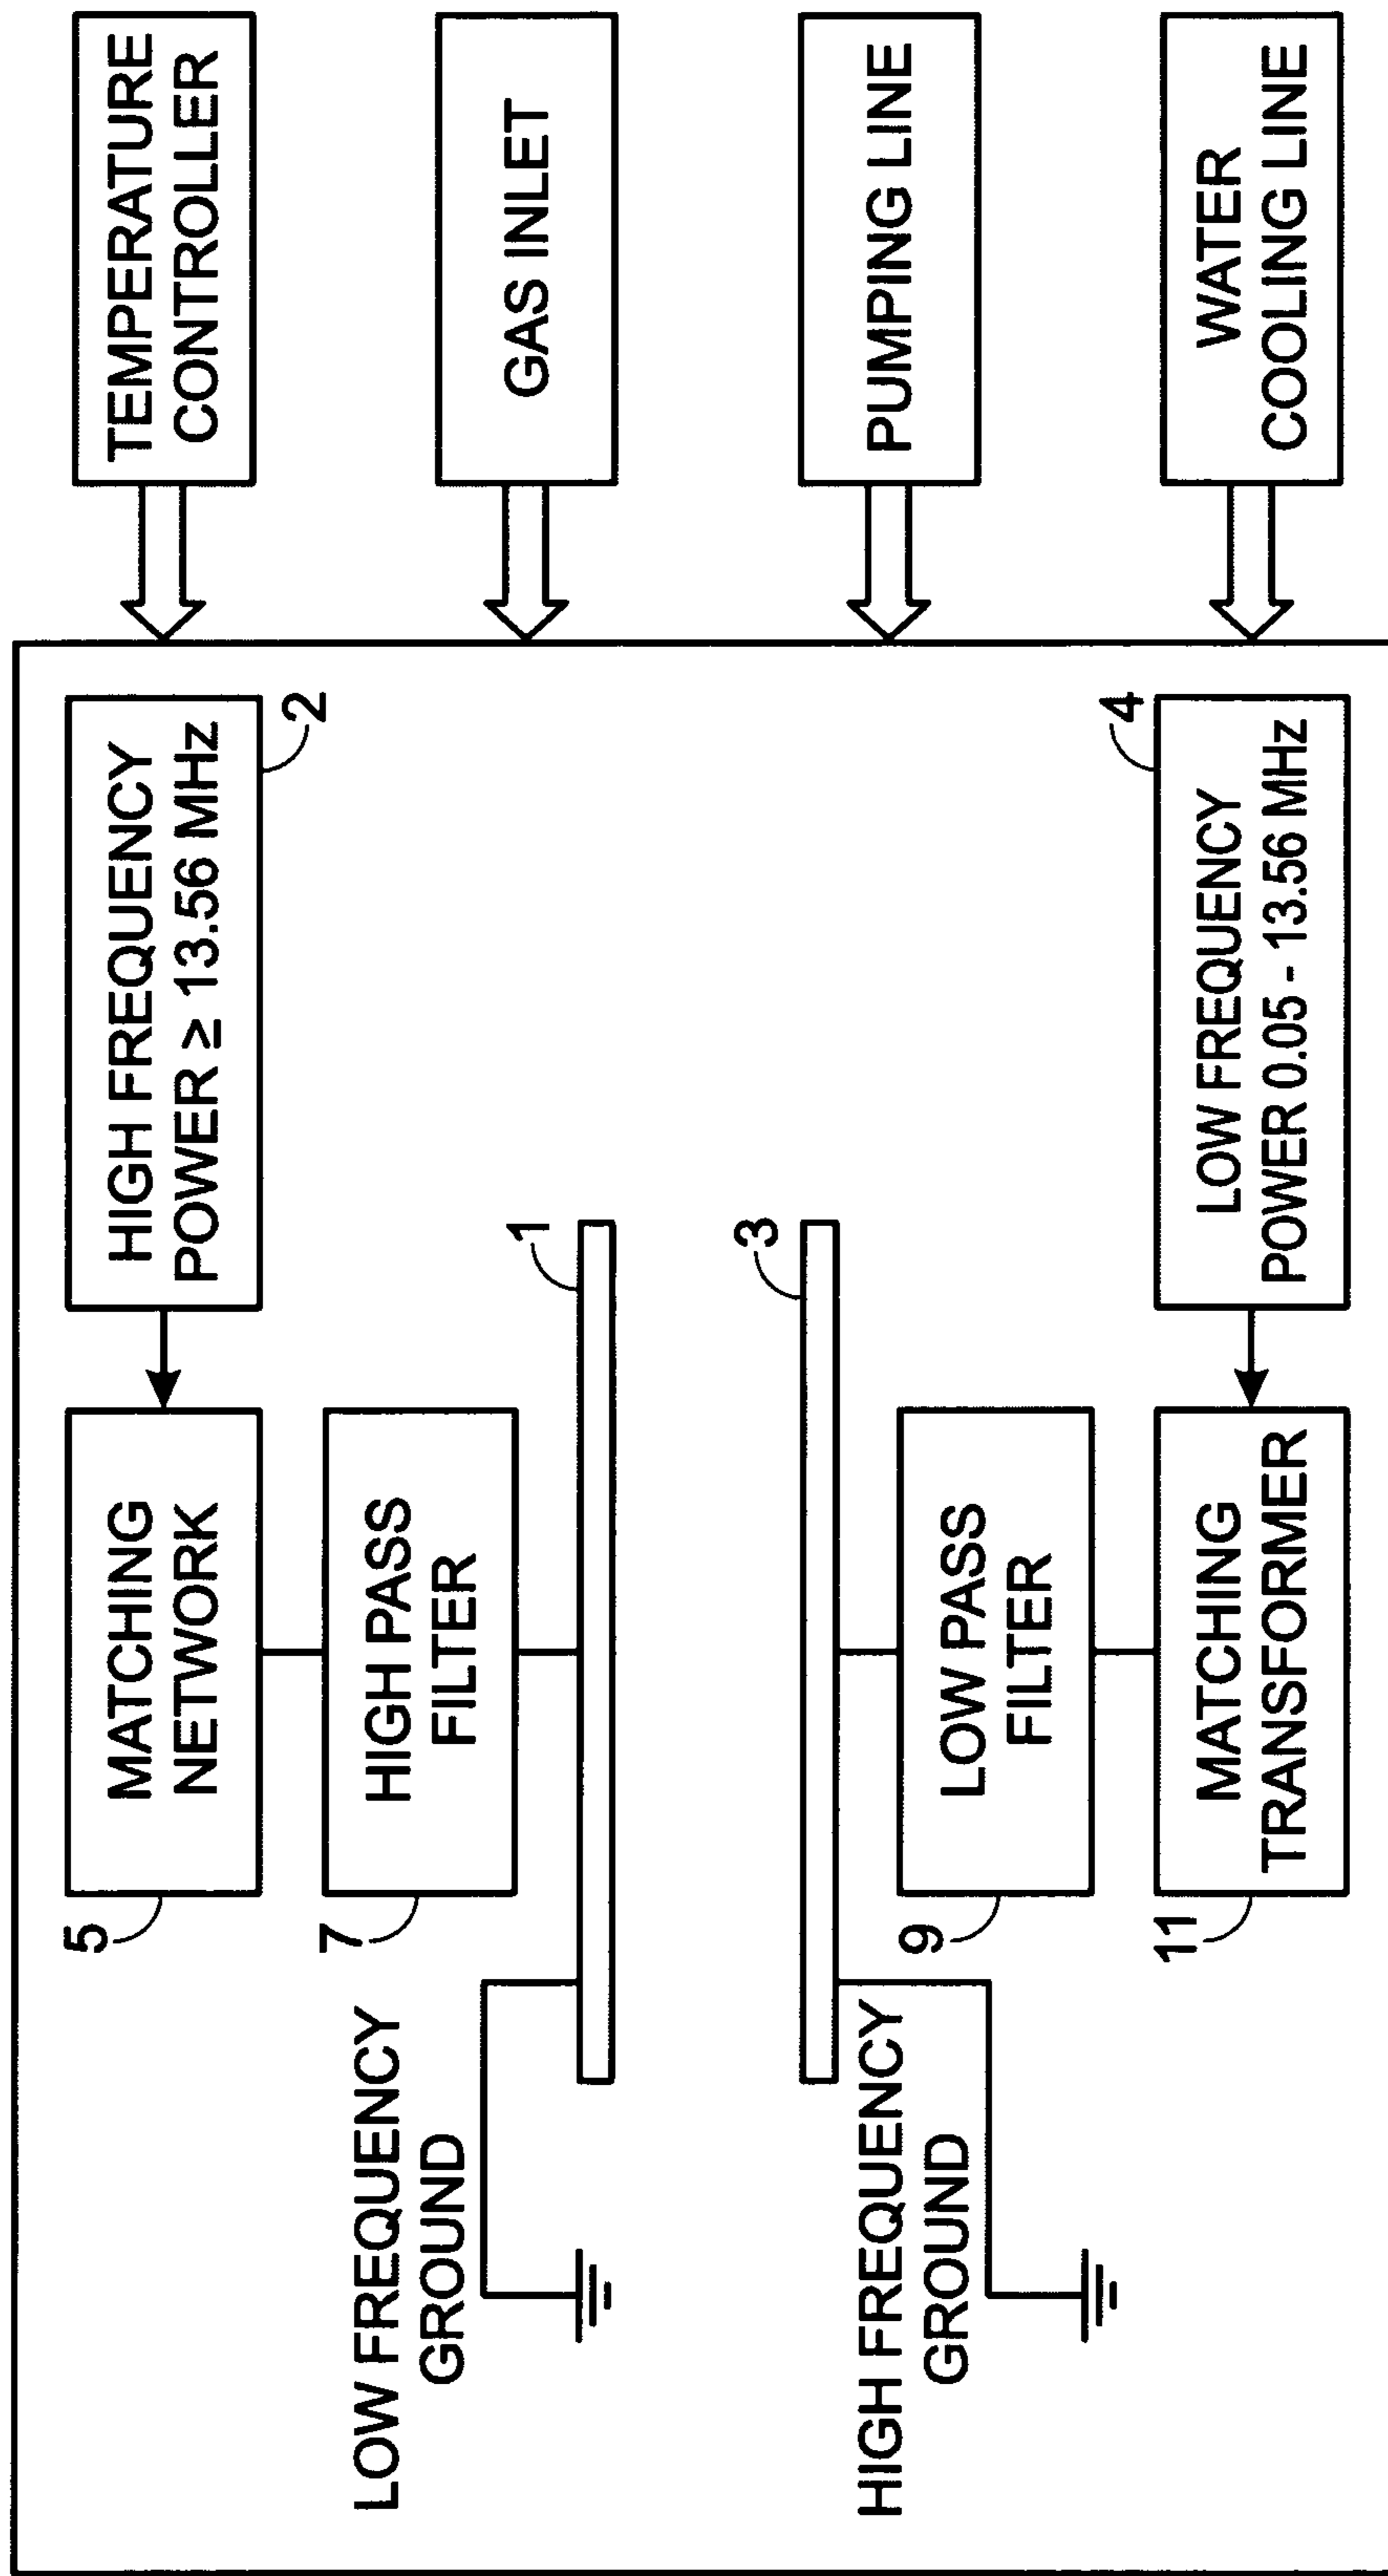 5
MATCHING
NETWORK
HIGH FREQUENCY
POWER ≥ 13.56 MHz
2
TEMPERATURE
CONTROLLER
7
HIGH PASS
FILTER
LOW FREQUENCY
GROUND
1
GAS INLET
3
PUMPING LINE
HIGH FREQUENCY
GROUND
9
LOW PASS
FILTER
4
11
MATCHING
TRANSFORMER
LOW FREQUENCY
POWER 0.05 - 13.56 MHz
WATER
COOLING LINE